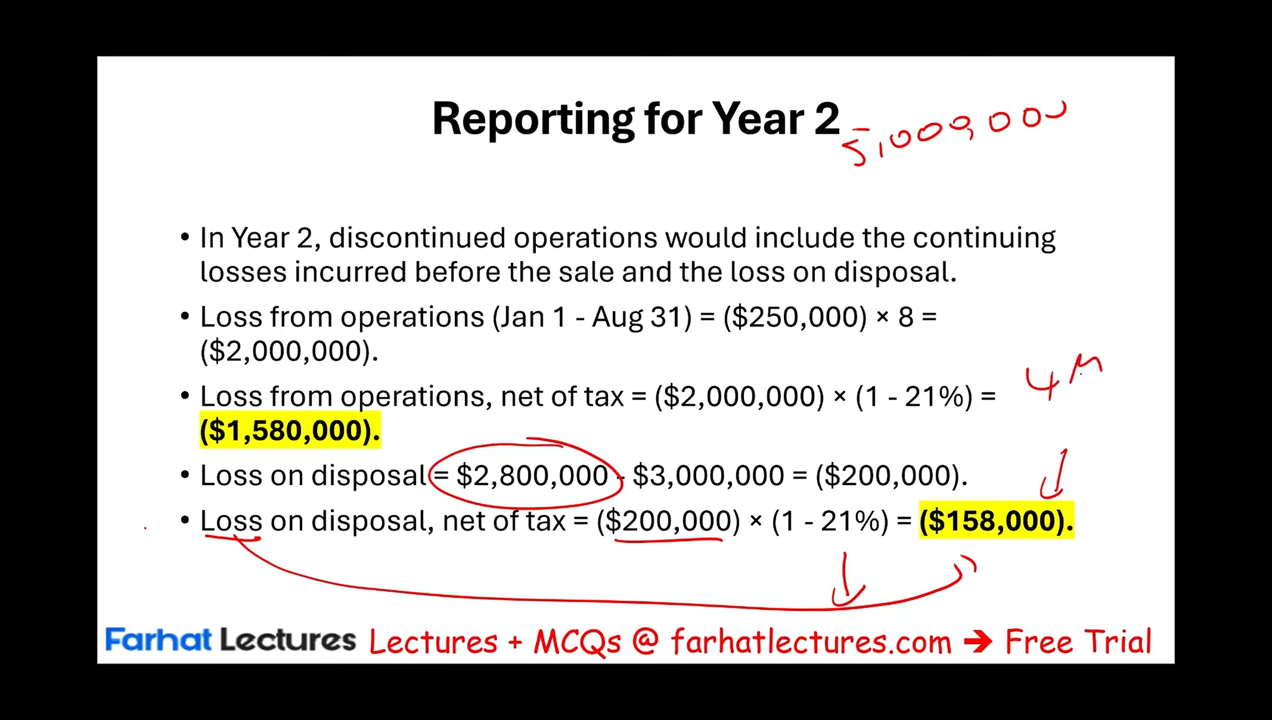 Reporting for Year 2
5,000,000
• In Year 2, discontinued operations would include the continuing
losses incurred before the sale and the loss on disposal.
• Loss from operations (Jan 1 - Aug 31) = ($250,000) × 8 =
($2,000,000).
4M
• Loss from operations, net of tax = ($2,000,000) × (1 - 21%) =
($1,580,000).
• Loss on disposal = $2,800,000 - $3,000,000 = ($200,000).
• Loss on disposal, net of tax = ($200,000) × (1 - 21%) = ($158,000).
Farhat Lectures Lectures + MCQs @ farhatlectures.com ➔ Free Trial